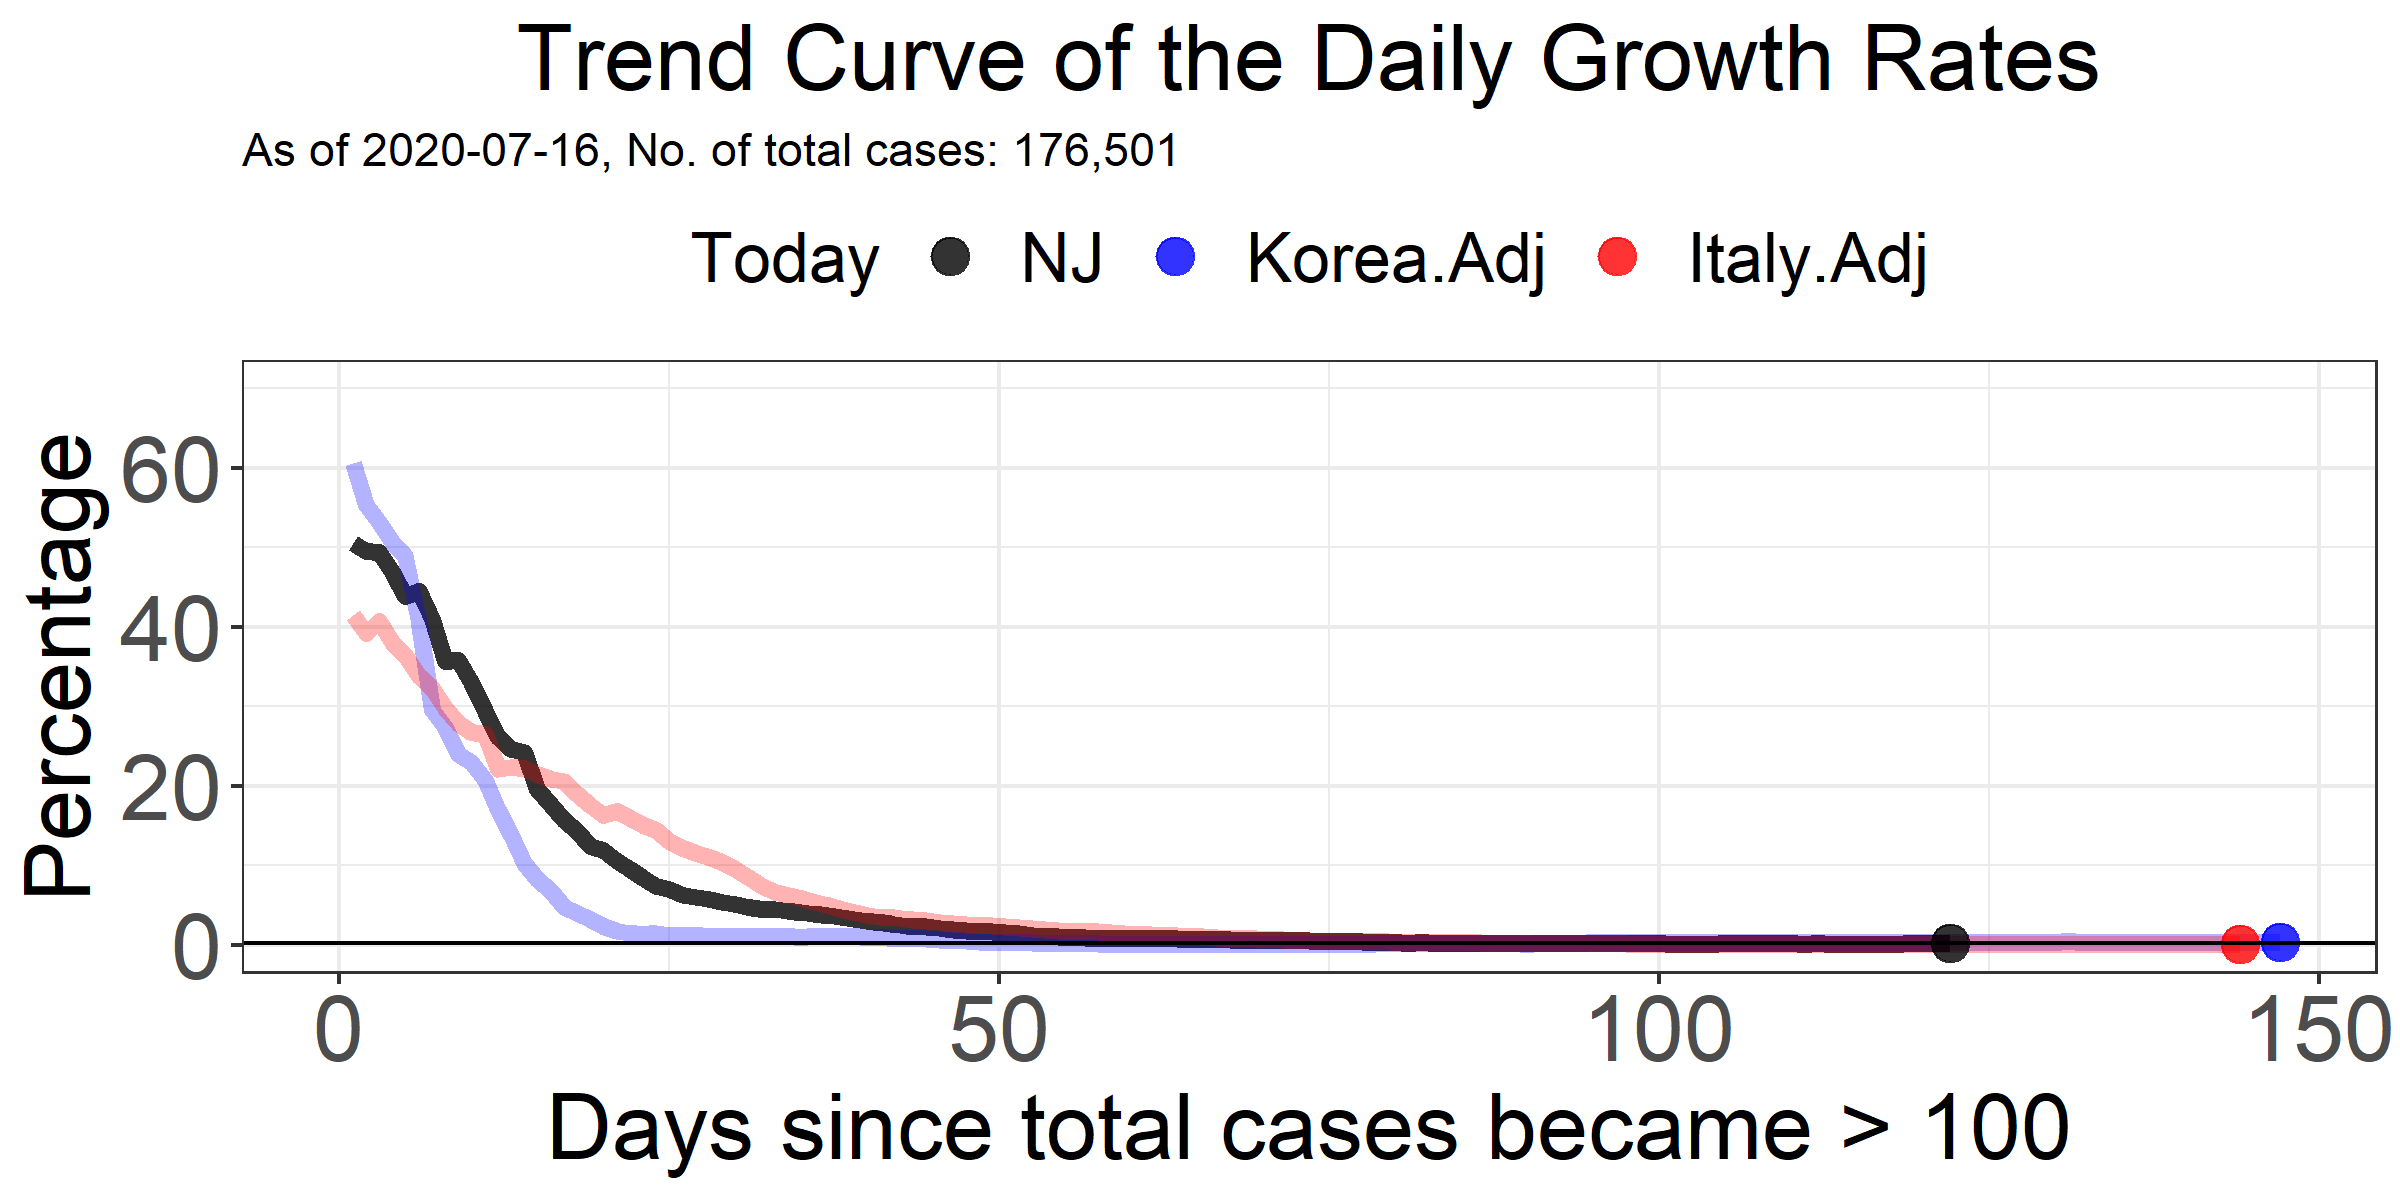 Trend Curve of the Daily Growth Rates
As of 2020-07-16, No. of total cases: 176,501
Today NJ Korea.Adj Italy.Adj
Percentage
60
40
20
0
0 50 100 150
Days since total cases became > 100